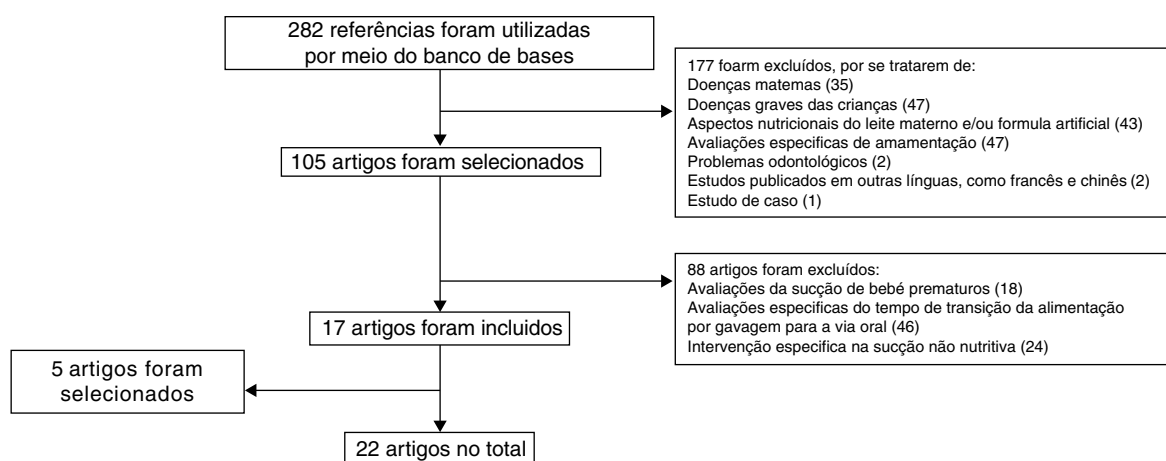 282 referências foram utilizadas
por meio do banco de bases
177 foarm excluídos, por se tratarem de:
Doenças matemas (35)
Doenças graves das crianças (47)
Aspectos nutricionais do leite materno e/ou formula artificial (43)
Avaliações especificas de amamentação (47)
Problemas odontológicos (2)
Estudos publicados em outras línguas, como francês e chinês (2)
Estudo de caso (1)
105 artigos foram selecionados
88 artigos foram excluídos:
Avaliações da sucção de bebé prematuros (18)
Avaliações especificas do tempo de transição da alimentação
por gavagem para a via oral (46)
Intervenção especifica na sucção não nutritiva (24)
17 artigos foram incluidos
5 artigos foram
selecionados
22 artigos no total